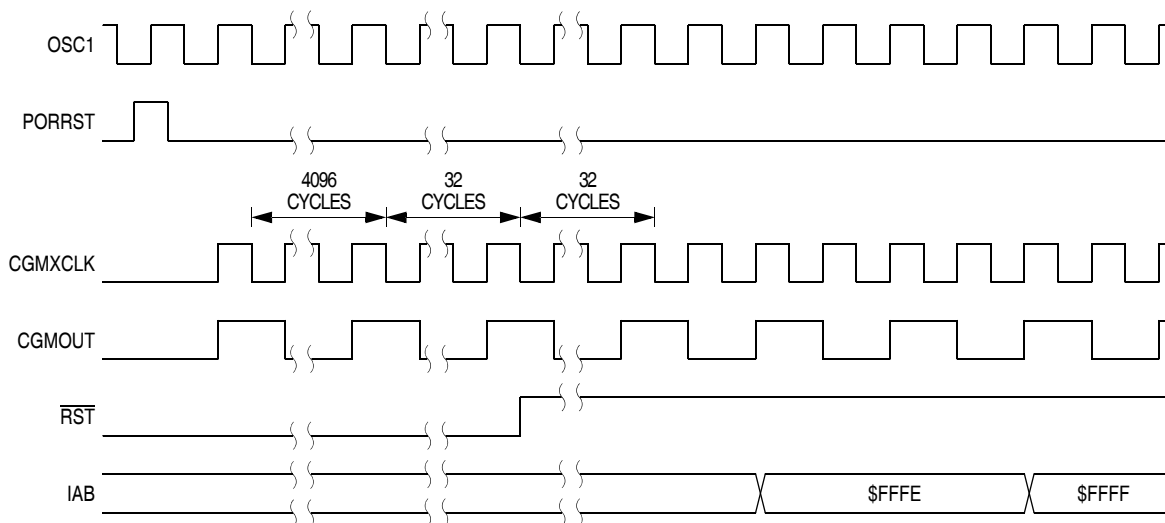 OSC1
PORRST
4096
CYCLES
32
CYCLES
32
CYCLES
CGMXCLK
CGMOUT
RST
IAB
$FFFE
$FFFF